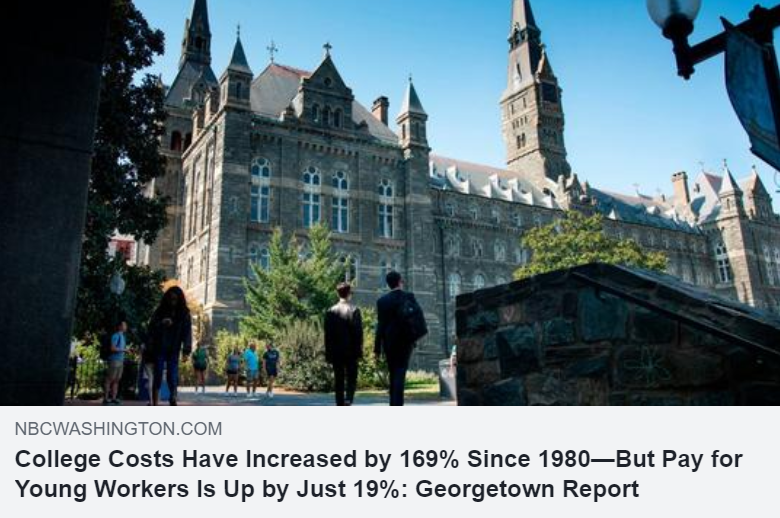 NBCWASHINGTON.COM
College Costs Have Increased by 169% Since 1980—But Pay for
Young Workers Is Up by Just 19%: Georgetown Report